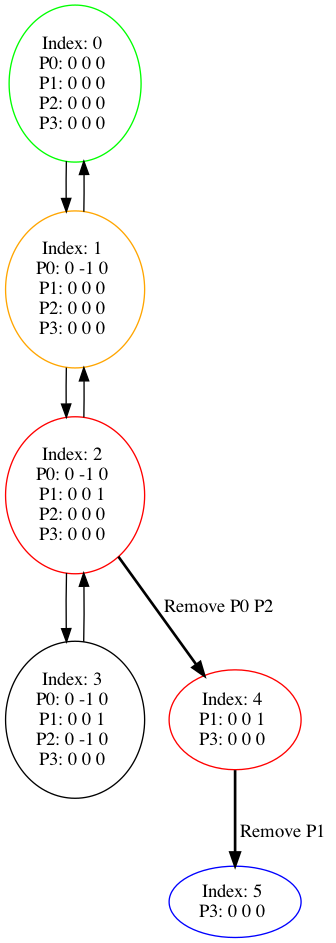 Index: 0
P0: 0 0 0
P1: 0 0 0
P2: 0 0 0
P3: 0 0 0
Index: 1
P0: 0 -1 0
P1: 0 0 0
P2: 0 0 0
P3: 0 0 0
Index: 2
P0: 0 -1 0
P1: 0 0 1
P2: 0 0 0
P3: 0 0 0
Remove P0 P2
Index: 3
P0: 0 -1 0
P1: 0 0 1
P2: 0 -1 0
P3: 0 0 0
Index: 4
P1: 0 0 1
P3: 0 0 0
Remove P1
Index: 5
P3: 0 0 0